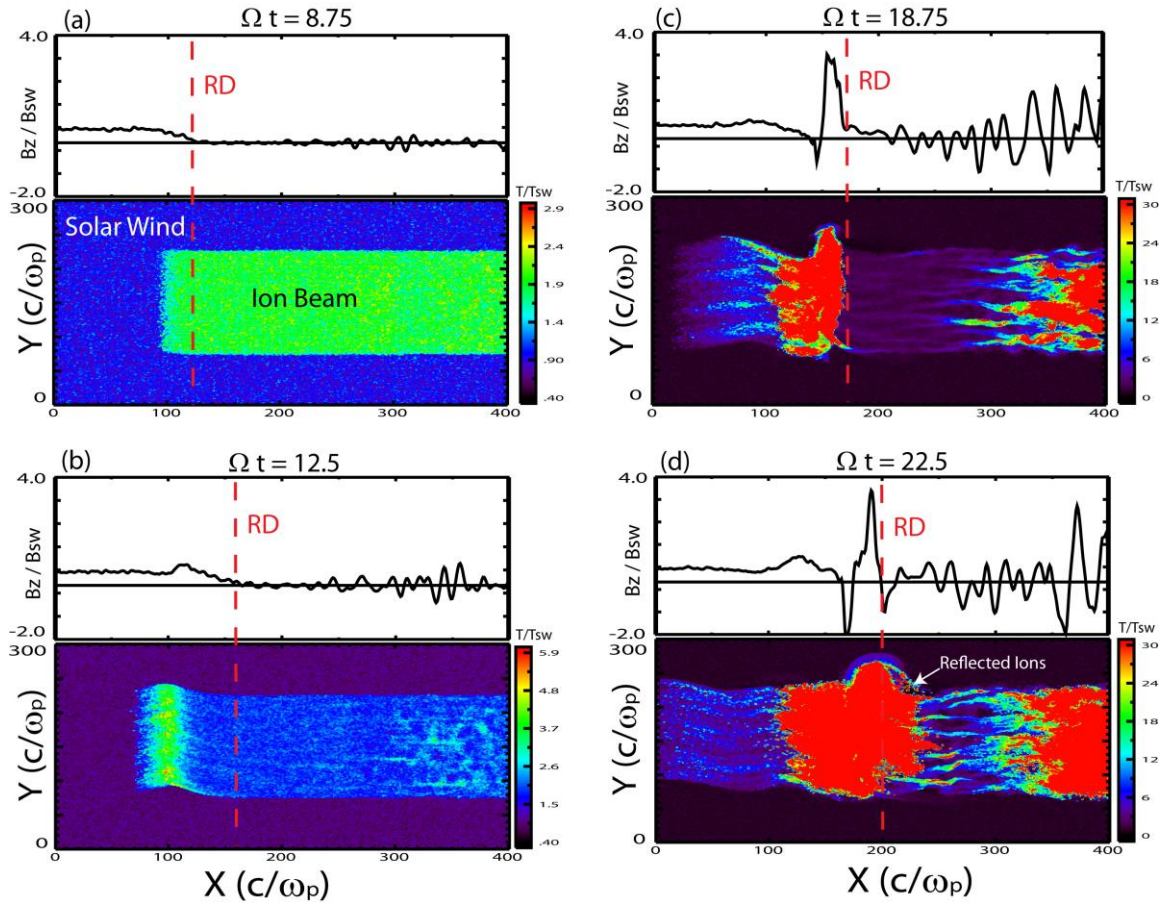 (a)
Ω t = 8.75
4.0
RD
Bz / Bsw
-2.0
300
T/Tsw
Solar Wind
2.9
2.4
Ion Beam
1.9
1.4
.90
.40
Y (c/ωp)
0
0 100 200 300 400
(c)
Ω t = 18.75
4.0
RD
Bz / Bsw
-2.0
300
T/Tsw
30
24
18
12
6
0
Y (c/ωp)
0
0 100 200 300 400
(b)
Ω t = 12.5
4.0
RD
Bz / Bsw
-2.0
300
T/Tsw
5.9
4.8
3.7
2.6
1.5
.40
Y (c/ωp)
0
0 100 200 300 400
X (c/ωp)
(d)
Ω t = 22.5
4.0
RD
Bz / Bsw
-2.0
300
T/Tsw
Reflected Ions
30
24
18
12
6
0
Y (c/ωp)
0
0 100 200 300 400
X (c/ωp)